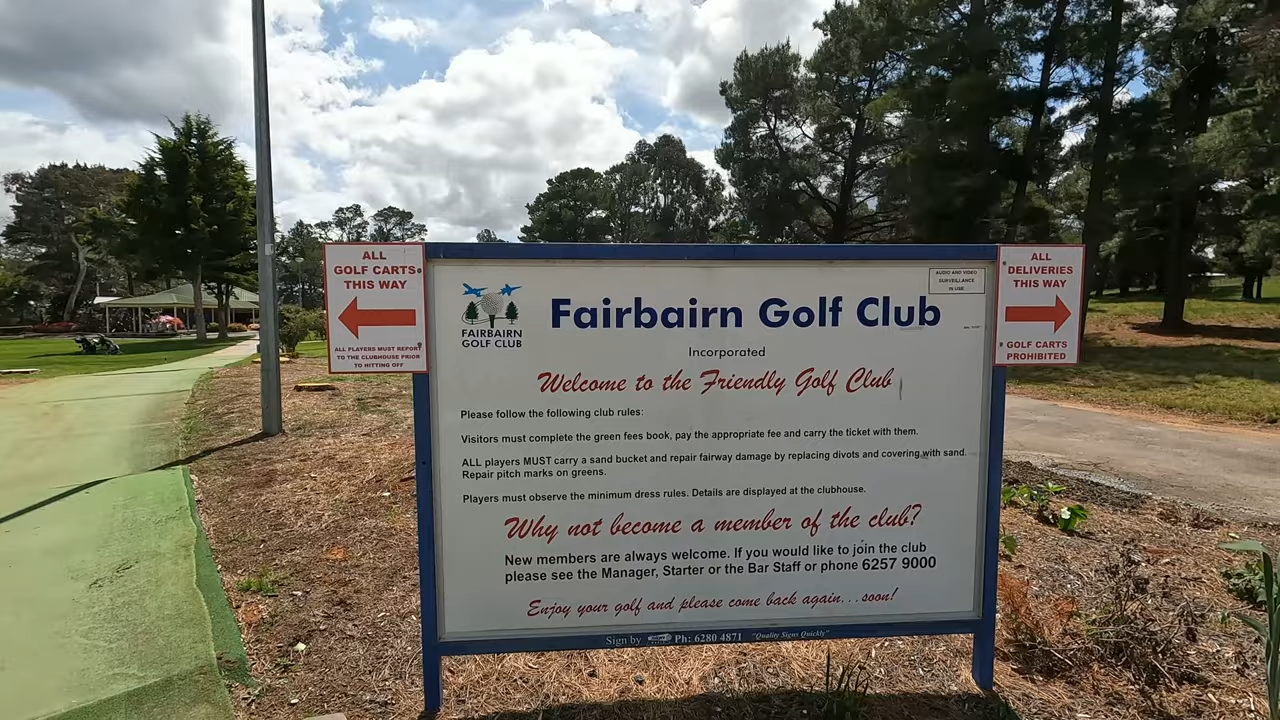 ALL
GOLF CARTS
THIS WAY
ALL PLAYERS MUST REPORT
TO THE CLUBHOUSE PRIOR
TO HITTING OFF
FAIRBAIRN
GOLF CLUB
Fairbairn Golf Club
AUDIO AND VIDEO
SURVEILLANCE
IN USE
Incorporated
Welcome to the Friendly Golf Club
Please follow the following club rules:
Visitors must complete the green fees book, pay the appropriate fee and carry the ticket with them.
ALL players MUST carry a sand bucket and repair fairway damage by replacing divots and covering with sand.
Repair pitch marks on greens.
Players must observe the minimum dress rules. Details are displayed at the clubhouse.
Why not become a member of the club?
New members are always welcome. If you would like to join the club
please see the Manager, Starter or the Bar Staff or phone 6257 9000
Enjoy your golf and please come back again...soon!
Sign by Ph: 6280 4871 "Quality Signs Quickly"
ALL
DELIVERIES
THIS WAY
GOLF CARTS
PROHIBITED